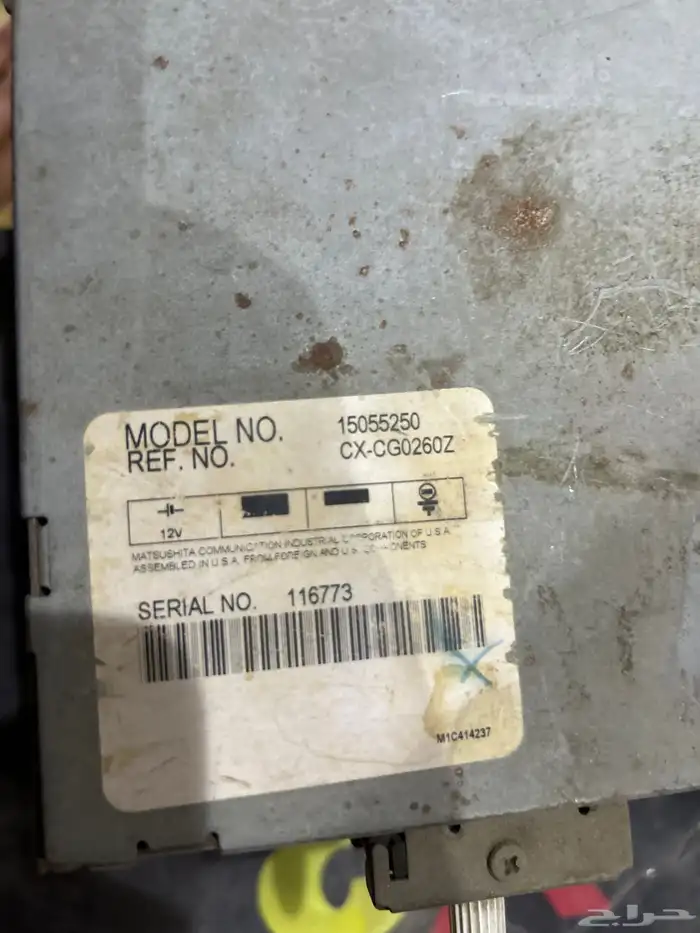 MODEL NO. 15055250
REF. NO. CX-CG0260Z
12V
MATSUSHITA COMMUNICATION INDUSTRIAL CORPORATION OF U.S.A.
ASSEMBLED IN U.S.A. FROM FOREIGN AND U.S. COMPONENTS
SERIAL NO. 116773
M1C414237
حراج